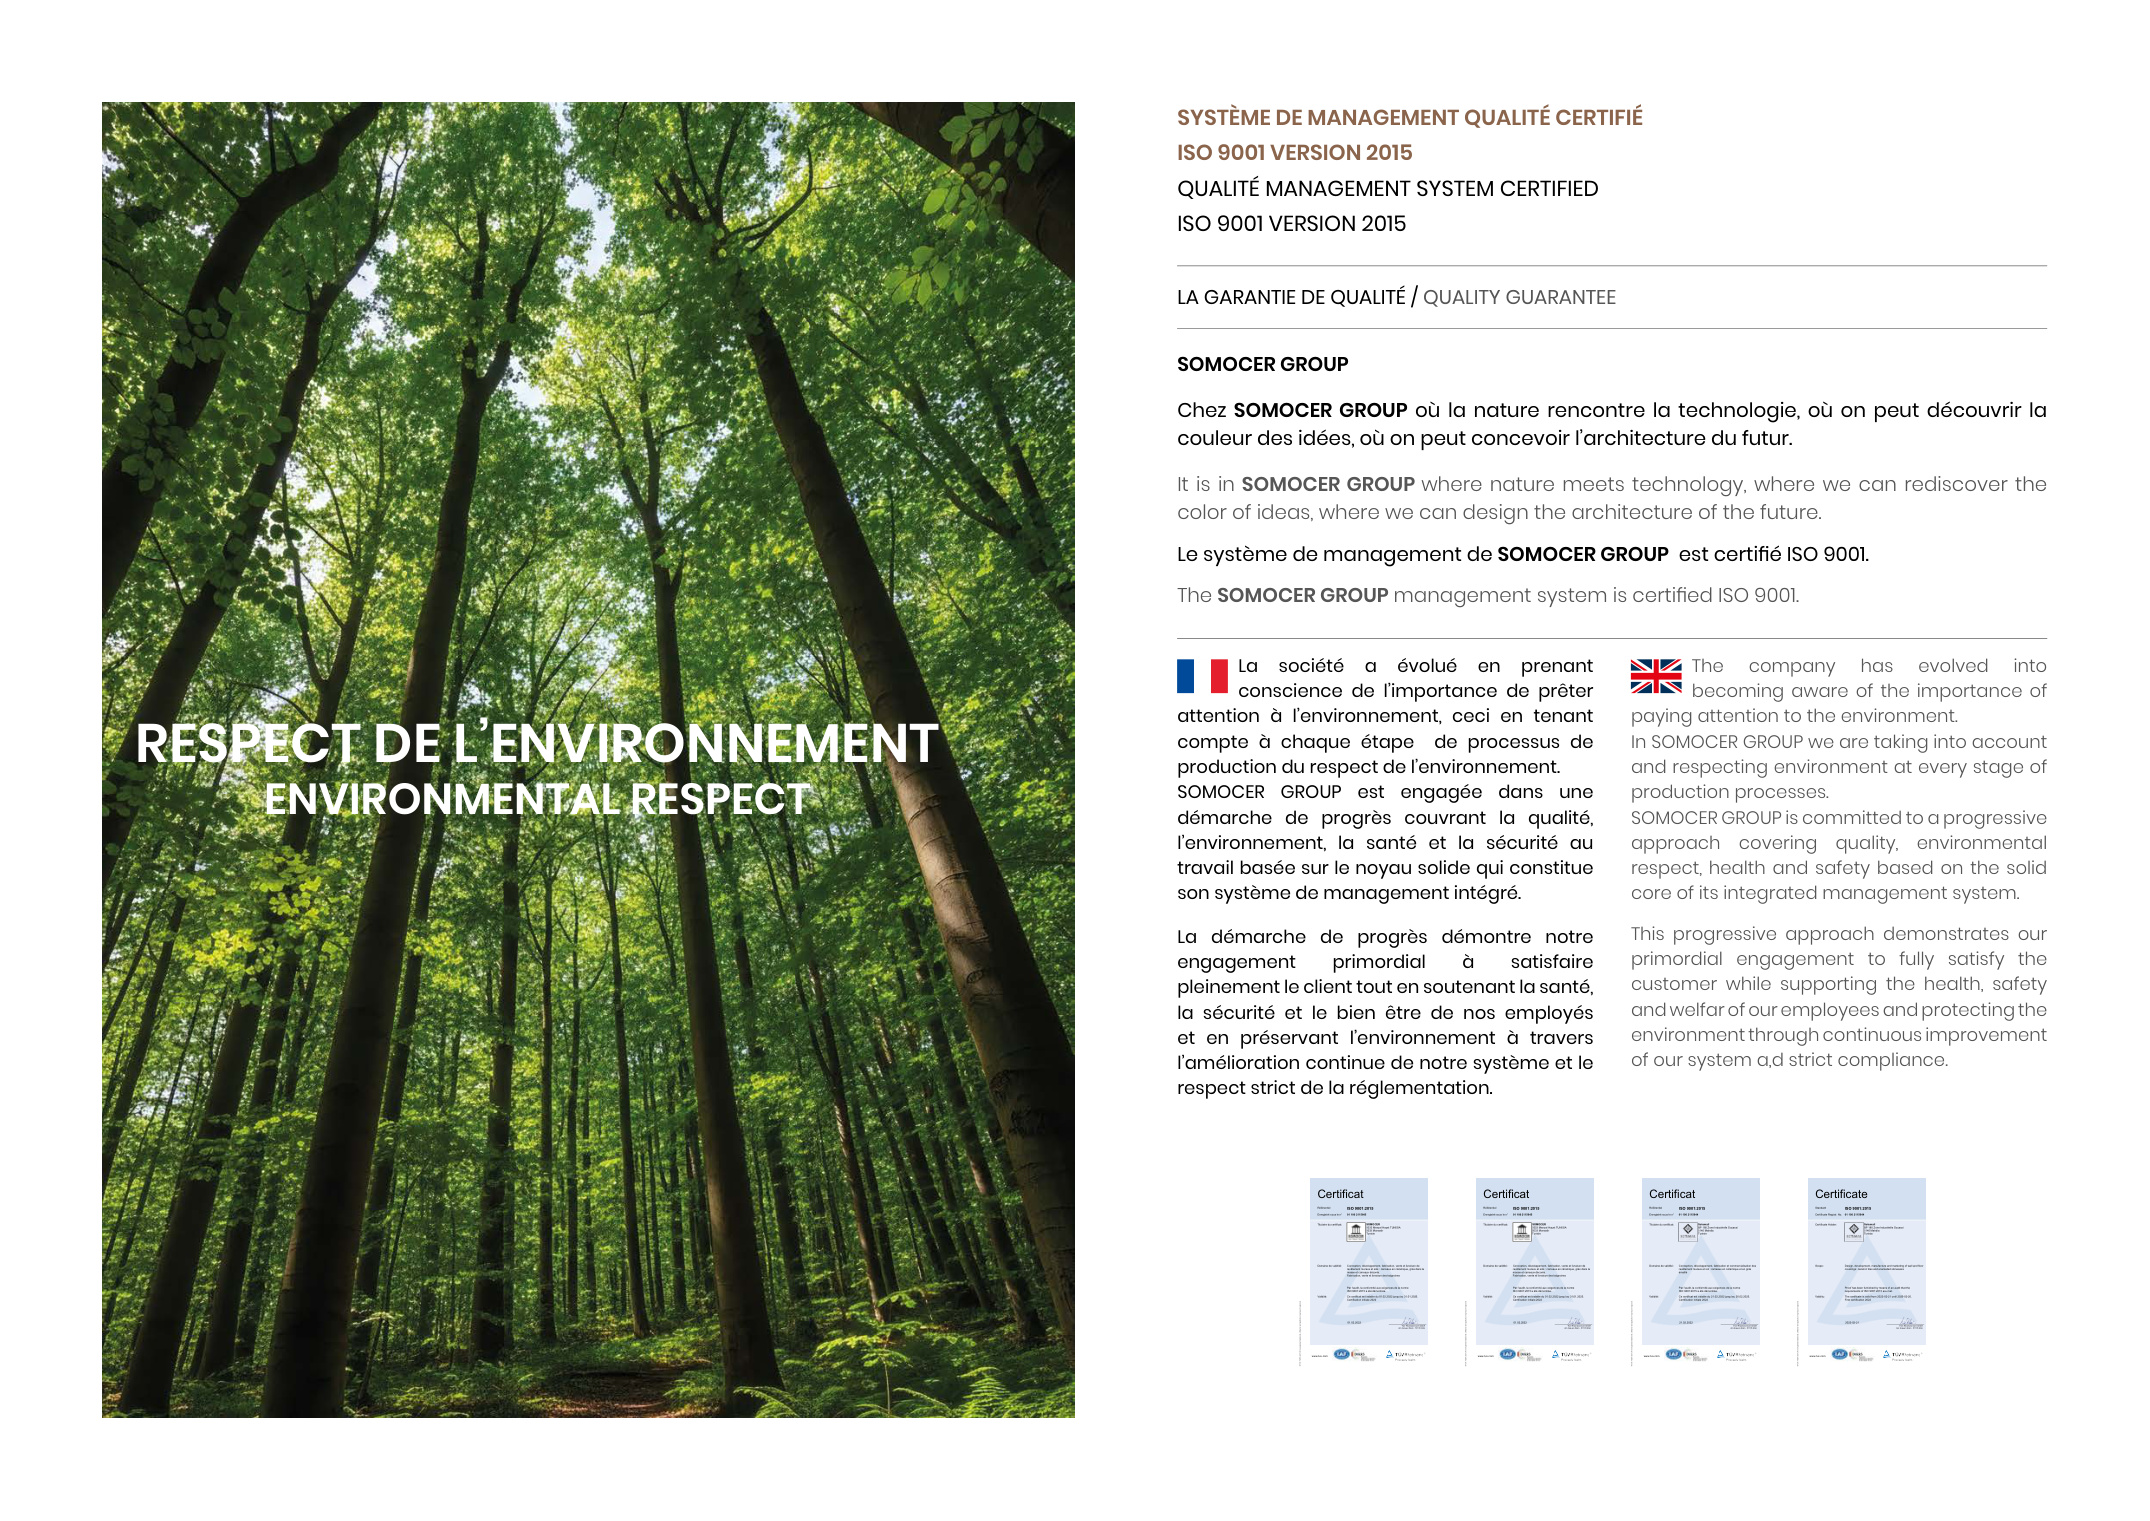 RESPECT DE L’ENVIRONNEMENT
ENVIRONMENTAL RESPECT
SYSTÈME DE MANAGEMENT QUALITÉ CERTIFIÉ
ISO 9001 VERSION 2015
QUALITÉ MANAGEMENT SYSTEM CERTIFIED
ISO 9001 VERSION 2015
LA GARANTIE DE QUALITÉ / QUALITY GUARANTEE
SOMOCER GROUP
Chez SOMOCER GROUP où la nature rencontre la technologie, où on peut découvrir la
couleur des idées, où on peut concevoir l’architecture du futur.
It is in SOMOCER GROUP where nature meets technology, where we can rediscover the
color of ideas, where we can design the architecture of the future.
Le système de management de SOMOCER GROUP est certifié ISO 9001.
The SOMOCER GROUP management system is certified ISO 9001.
La société a évolué en prenant
conscience de l’importance de prêter
attention à l’environnement, ceci en tenant
compte à chaque étape de processus de
production du respect de l’environnement.
SOMOCER GROUP est engagée dans une
démarche de progrès couvrant la qualité,
l’environnement, la santé et la sécurité au
travail basée sur le noyau solide qui constitue
son système de management intégré.
La démarche de progrès démontre notre
engagement primordial à satisfaire
pleinement le client tout en soutenant la santé,
la sécurité et le bien être de nos employés
et en préservant l’environnement à travers
l’amélioration continue de notre système et le
respect strict de la réglementation.
The company has evolved into
becoming aware of the importance of
paying attention to the environment.
In SOMOCER GROUP we are taking into account
and respecting environment at every stage of
production processes.
SOMOCER GROUP is committed to a progressive
approach covering quality, environmental
respect, health and safety based on the solid
core of its integrated management system.
This progressive approach demonstrates our
primordial engagement to fully satisfy the
customer while supporting the health, safety
and welfar of our employees and protecting the
environment through continuous improvement
of our system a,d strict compliance.
Certificat
ISO 9001:2015
Certificat
ISO 9001:2015
Certificat
ISO 9001:2015
Certificate
ISO 9001:2015